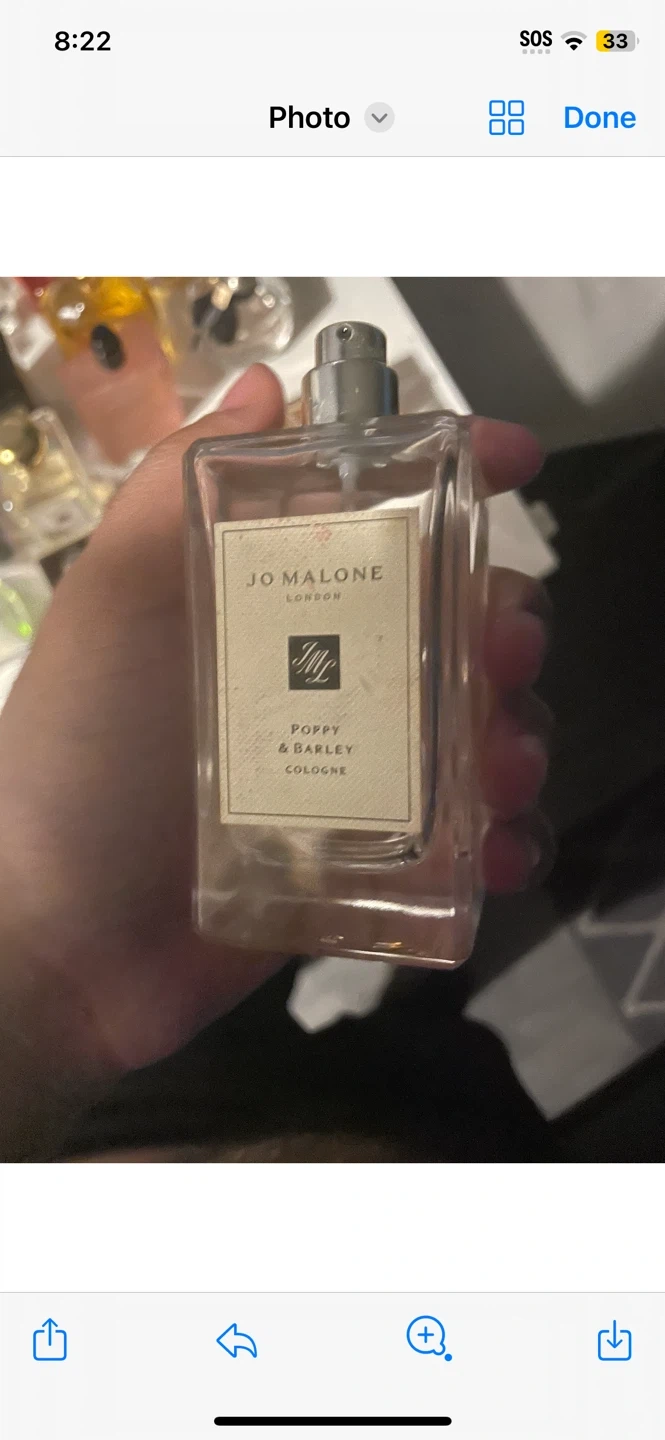 8:22
SOS
33
Photo
Done
JO MALONE
LONDON
JML
POPPY
& BARLEY
COLOGNE